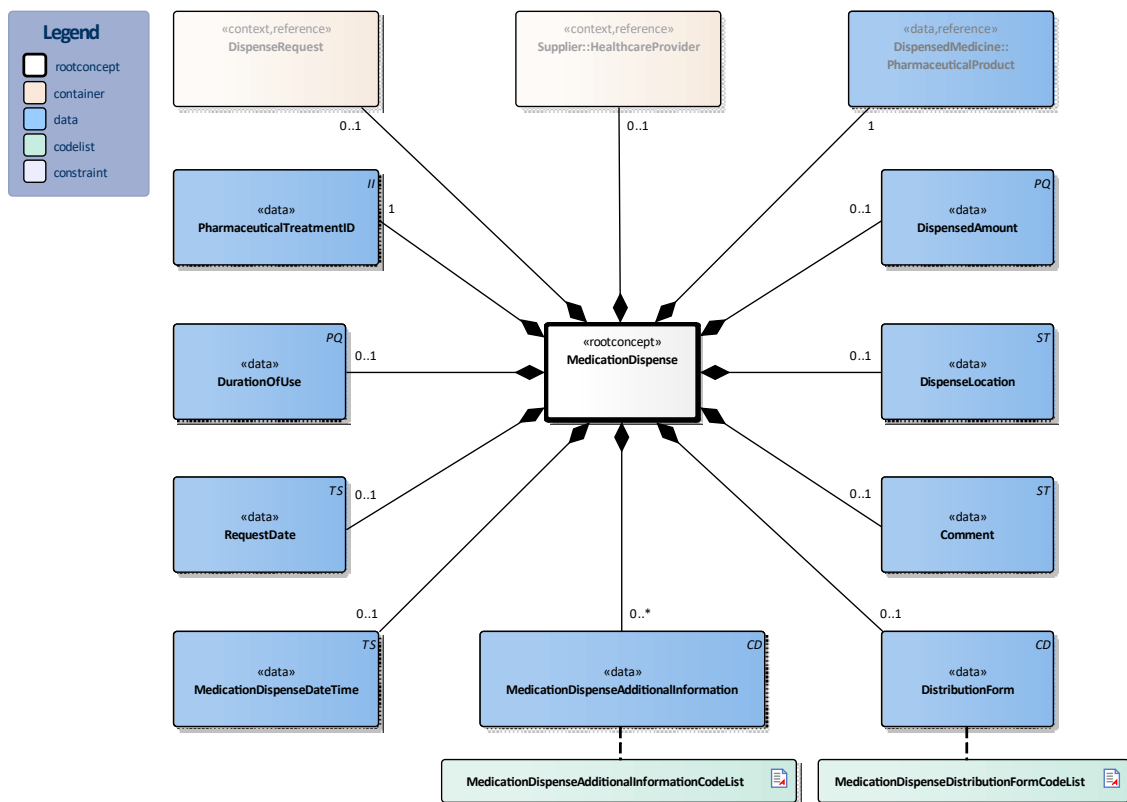 Legend
rootconcept
container
data
codelist
constraint
«context,reference»
DispenseRequest
0..1
«context,reference»
Supplier::HealthcareProvider
0..1
«data,reference»
DispensedMedicine::
PharmaceuticalProduct
1
II
«data»
PharmaceuticalTreatmentID
1
PQ
«data»
DispensedAmount
0..1
«rootconcept»
MedicationDispense
PQ
«data»
DurationOfUse
0..1
ST
«data»
DispenseLocation
0..1
TS
«data»
RequestDate
0..1
ST
«data»
Comment
0..1
TS
«data»
MedicationDispenseDateTime
0..1
CD
«data»
MedicationDispenseAdditionalInformation
0..*
CD
«data»
DistributionForm
0..1
MedicationDispenseAdditionalInformationCodeList
MedicationDispenseDistributionFormCodeList